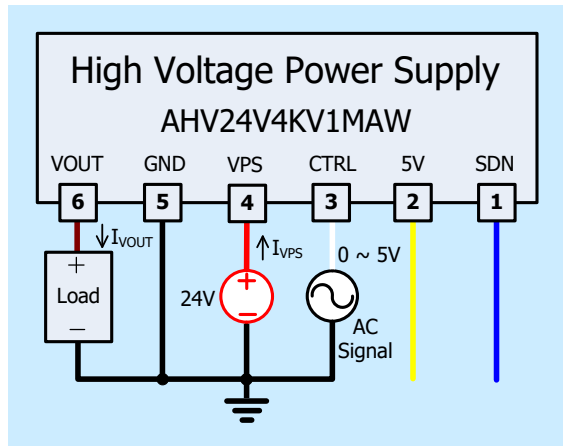 High Voltage Power Supply
AHV24V4KV1MAW
VOUT GND VPS CTRL 5V SDN
6 5 4 3 2 1
↓IVOUT ↑IVPS 0 ~ 5V
+ +
Load 24V
− −
AC
Signal